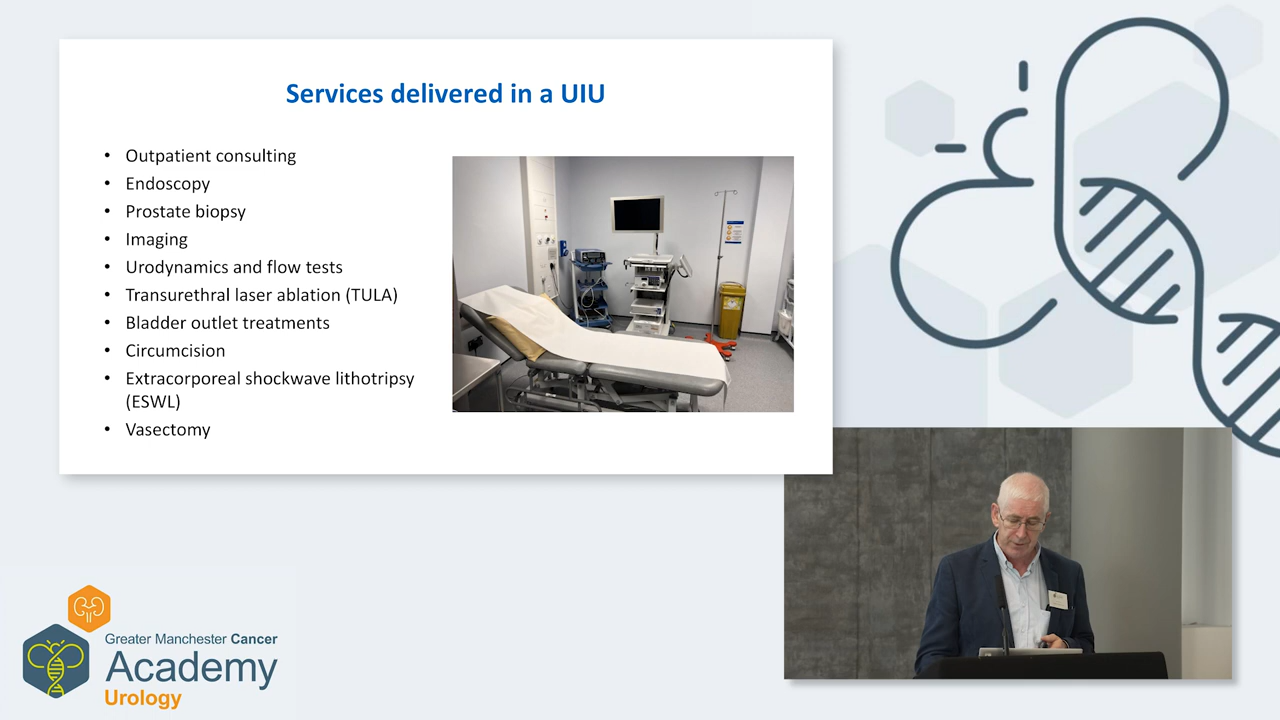 Services delivered in a UIU
• Outpatient consulting
• Endoscopy
• Prostate biopsy
• Imaging
• Urodynamics and flow tests
• Transurethral laser ablation (TULA)
• Bladder outlet treatments
• Circumcision
• Extracorporeal shockwave lithotripsy
(ESWL)
• Vasectomy
Greater Manchester Cancer
Academy
Urology